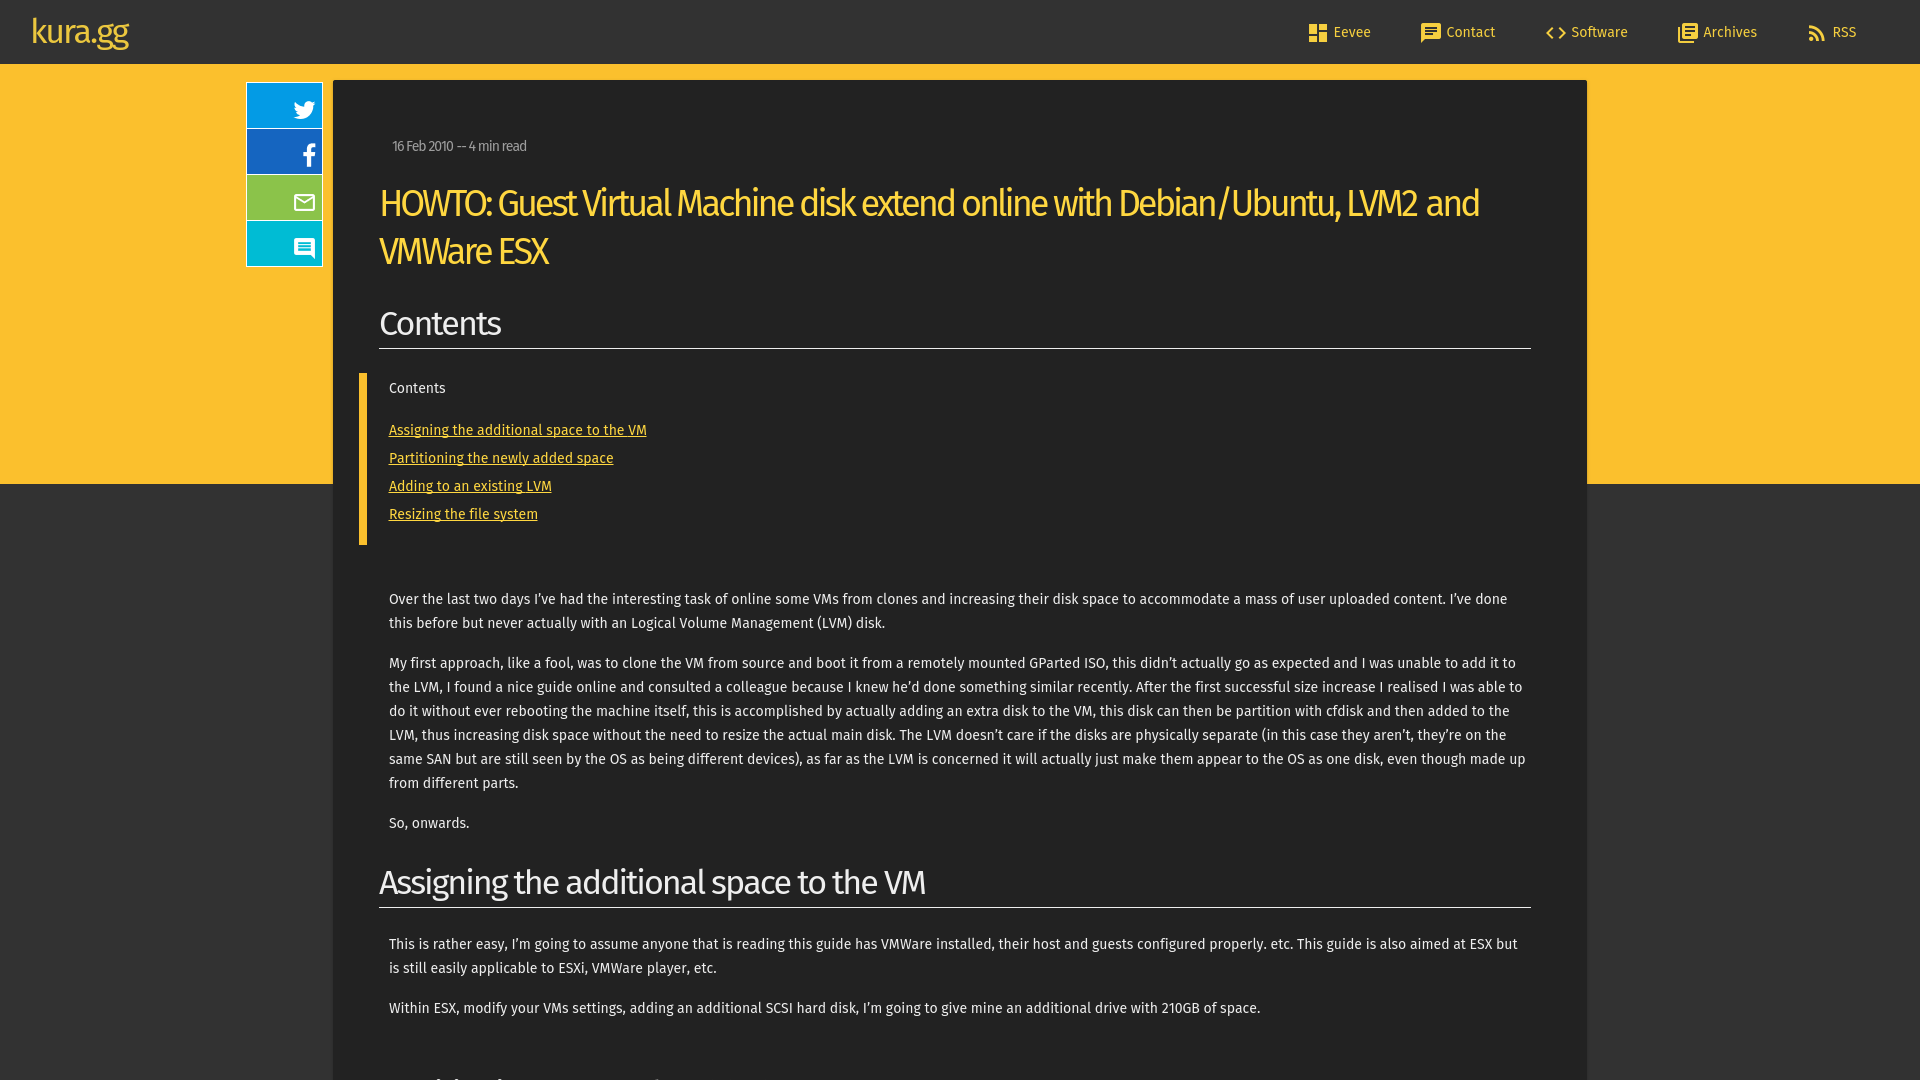 kura.gg
Eevee
Contact
Software
Archives
RSS
16 Feb 2010 -- 4 min read
HOWTO: Guest Virtual Machine disk extend online with Debian/Ubuntu, LVM2 and
VMWare ESX
Contents
Contents
Assigning the additional space to the VM
Partitioning the newly added space
Adding to an existing LVM
Resizing the file system
Over the last two days I’ve had the interesting task of online some VMs from clones and increasing their disk space to accommodate a mass of user uploaded content. I’ve done
this before but never actually with an Logical Volume Management (LVM) disk.
My first approach, like a fool, was to clone the VM from source and boot it from a remotely mounted GParted ISO, this didn’t actually go as expected and I was unable to add it to
the LVM, I found a nice guide online and consulted a colleague because I knew he’d done something similar recently. After the first successful size increase I realised I was able to
do it without ever rebooting the machine itself, this is accomplished by actually adding an extra disk to the VM, this disk can then be partition with cfdisk and then added to the
LVM, thus increasing disk space without the need to resize the actual main disk. The LVM doesn’t care if the disks are physically separate (in this case they aren’t, they’re on the
same SAN but are still seen by the OS as being different devices), as far as the LVM is concerned it will actually just make them appear to the OS as one disk, even though made up
from different parts.
So, onwards.
Assigning the additional space to the VM
This is rather easy, I’m going to assume anyone that is reading this guide has VMWare installed, their host and guests configured properly. etc. This guide is also aimed at ESX but
is still easily applicable to ESXi, VMWare player, etc.
Within ESX, modify your VMs settings, adding an additional SCSI hard disk, I’m going to give mine an additional drive with 210GB of space.